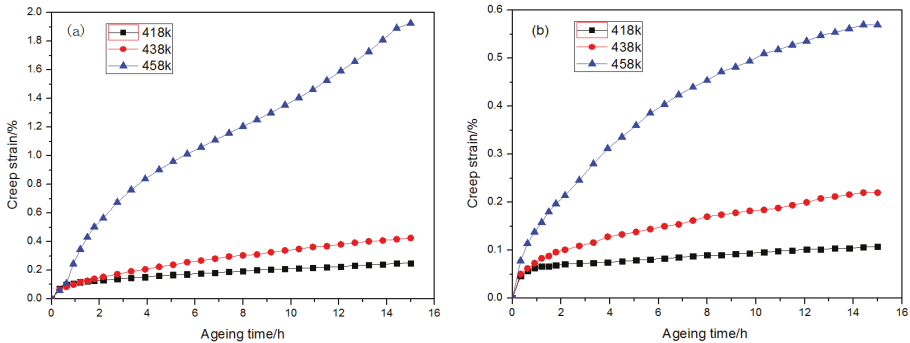 (a)
418k
438k
458k
2.0
1.8
1.6
1.4
1.2
1.0
0.8
0.6
0.4
0.2
0.0
Creep strain/%
0 2 4 6 8 10 12 14 16
Ageing time/h
(b)
418k
438k
458k
0.6
0.5
0.4
0.3
0.2
0.1
0.0
Creep strain/%
0 2 4 6 8 10 12 14 16
Ageing time/h